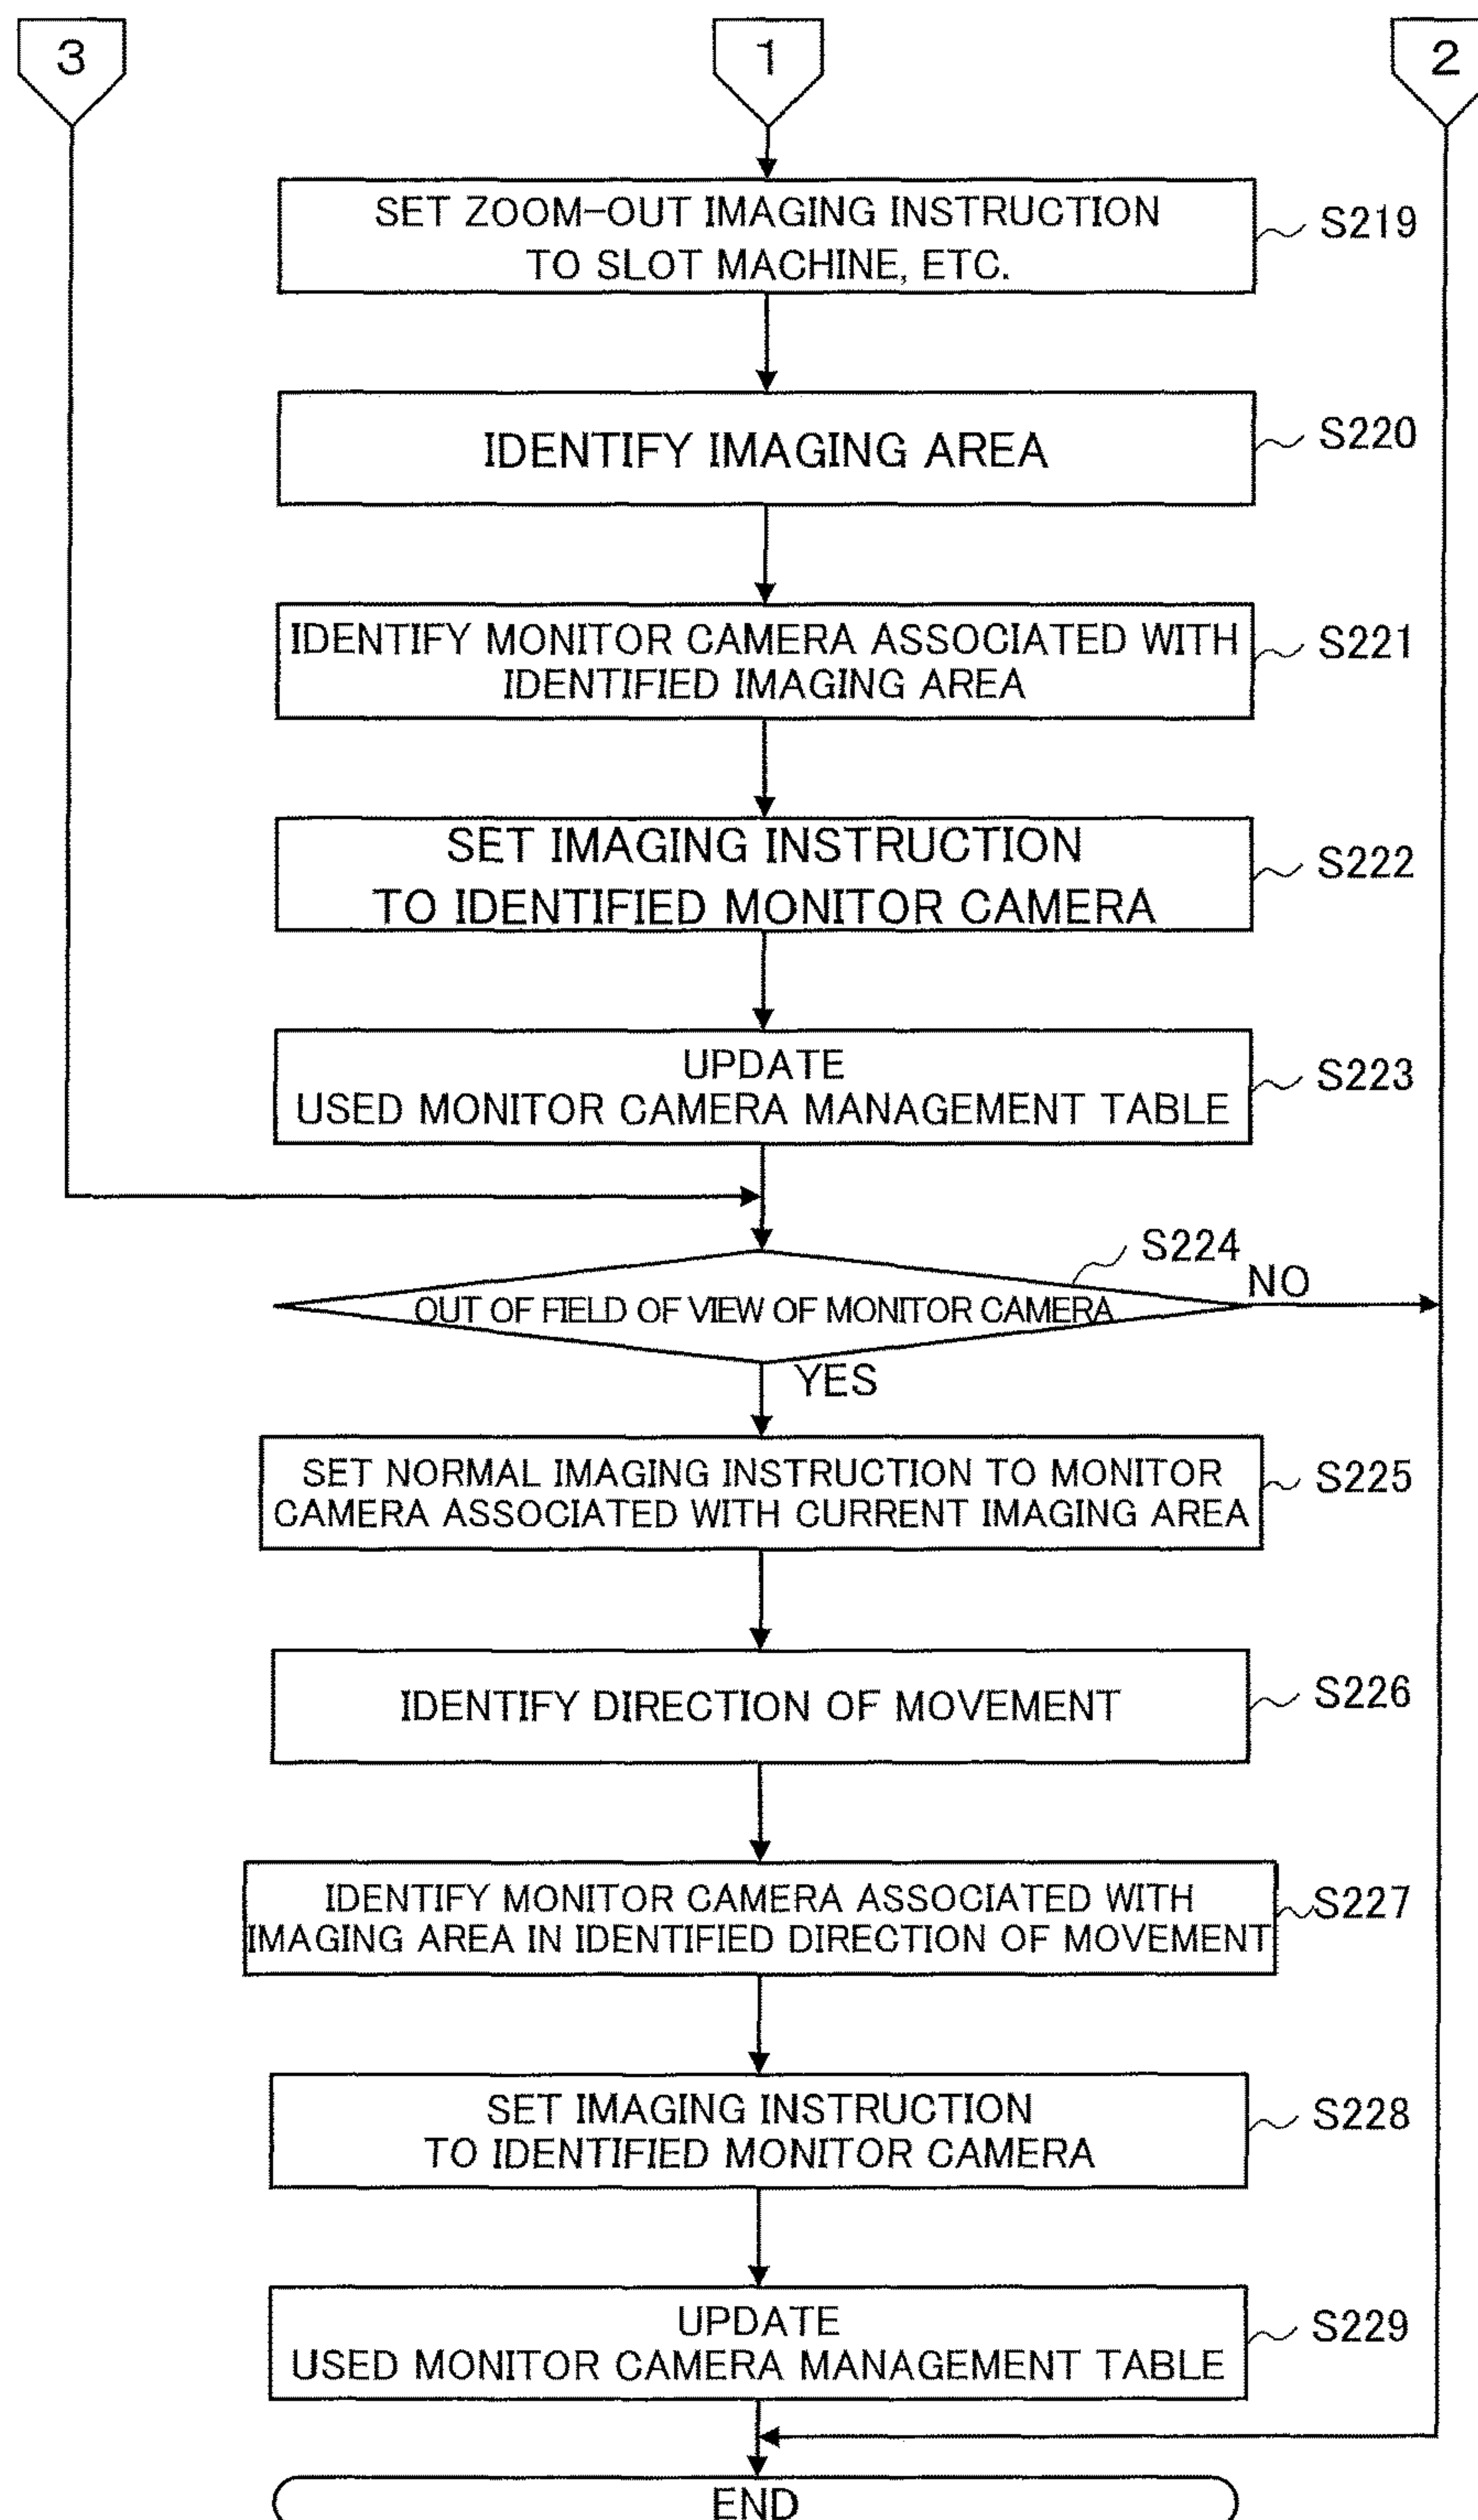 3
1
2
SET ZOOM-OUT IMAGING INSTRUCTION
TO SLOT MACHINE, ETC.
S219
IDENTIFY IMAGING AREA
S220
IDENTIFY MONITOR CAMERA ASSOCIATED WITH
IDENTIFIED IMAGING AREA
S221
SET IMAGING INSTRUCTION
TO IDENTIFIED MONITOR CAMERA
S222
UPDATE
USED MONITOR CAMERA MANAGEMENT TABLE
S223
S224
OUT OF FIELD OF VIEW OF MONITOR CAMERA
NO
YES
SET NORMAL IMAGING INSTRUCTION TO MONITOR
CAMERA ASSOCIATED WITH CURRENT IMAGING AREA
S225
IDENTIFY DIRECTION OF MOVEMENT
S226
IDENTIFY MONITOR CAMERA ASSOCIATED WITH
IMAGING AREA IN IDENTIFIED DIRECTION OF MOVEMENT
S227
SET IMAGING INSTRUCTION
TO IDENTIFIED MONITOR CAMERA
S228
UPDATE
USED MONITOR CAMERA MANAGEMENT TABLE
S229
END